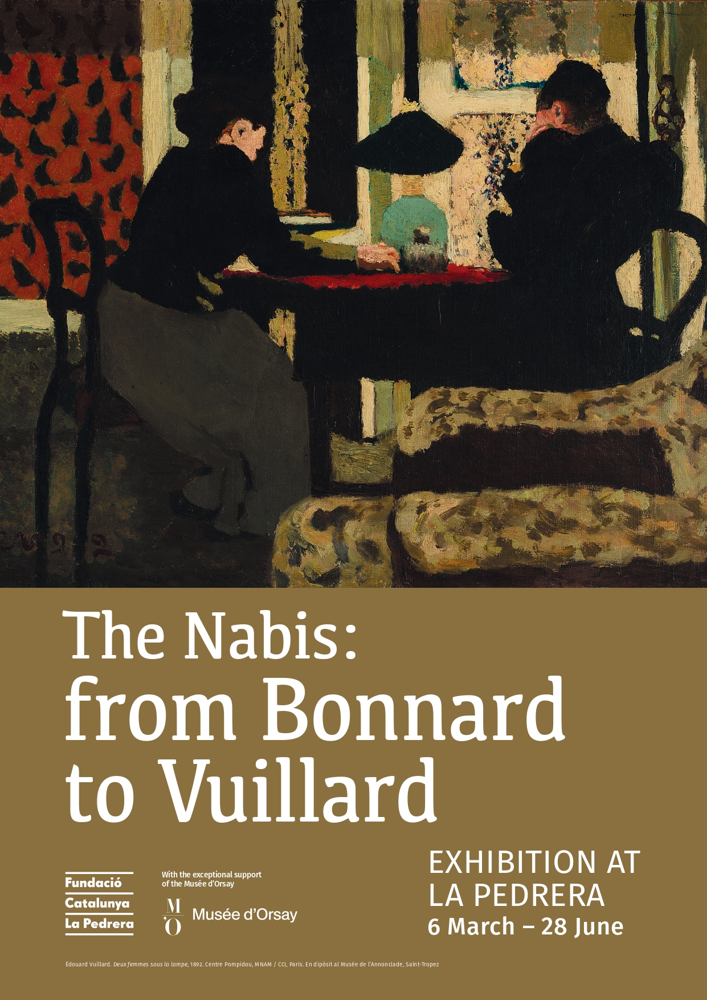 The Nabis:
from Bonnard
to Vuillard
EXHIBITION AT
LA PEDRERA
6 March – 28 June
Fundació
Catalunya
La Pedrera
With the exceptional support
of the Musée d’Orsay
M
’O
Musée d’Orsay
Édouard Vuillard. Deux femmes sous la lampe, 1892. Centre Pompidou, MNAM / CCI, Paris. En dipòsit al Musée de l’Annonciade, Saint-Tropez